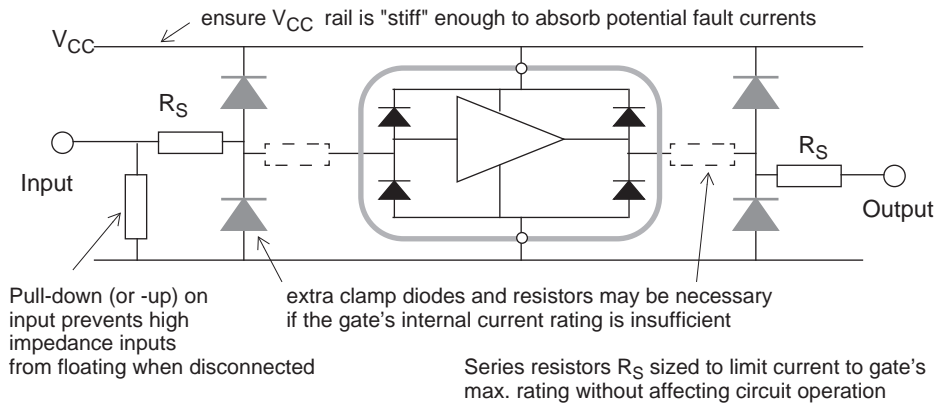 ensure VCC rail is "stiff" enough to absorb potential fault currents
VCC
RS
RS
Input
Output
Pull-down (or -up) on
input prevents high
impedance inputs
from floating when disconnected
extra clamp diodes and resistors may be necessary
if the gate's internal current rating is insufficient
Series resistors RS sized to limit current to gate's
max. rating without affecting circuit operation